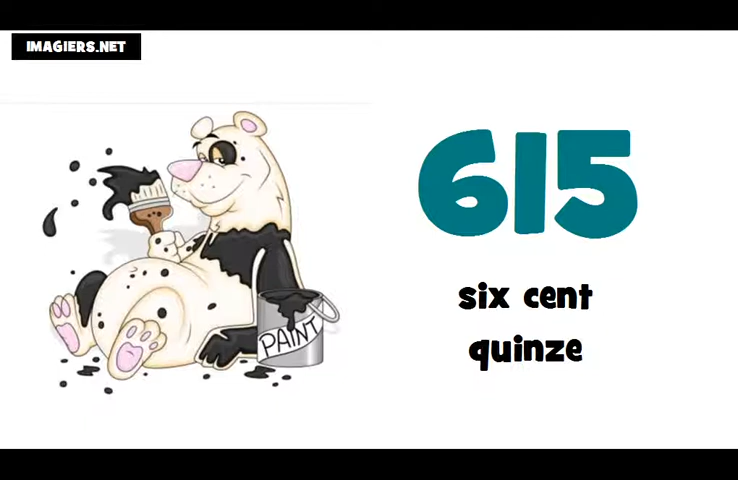 IMAGIERS.NET
615
six cent
quinze
PAINT